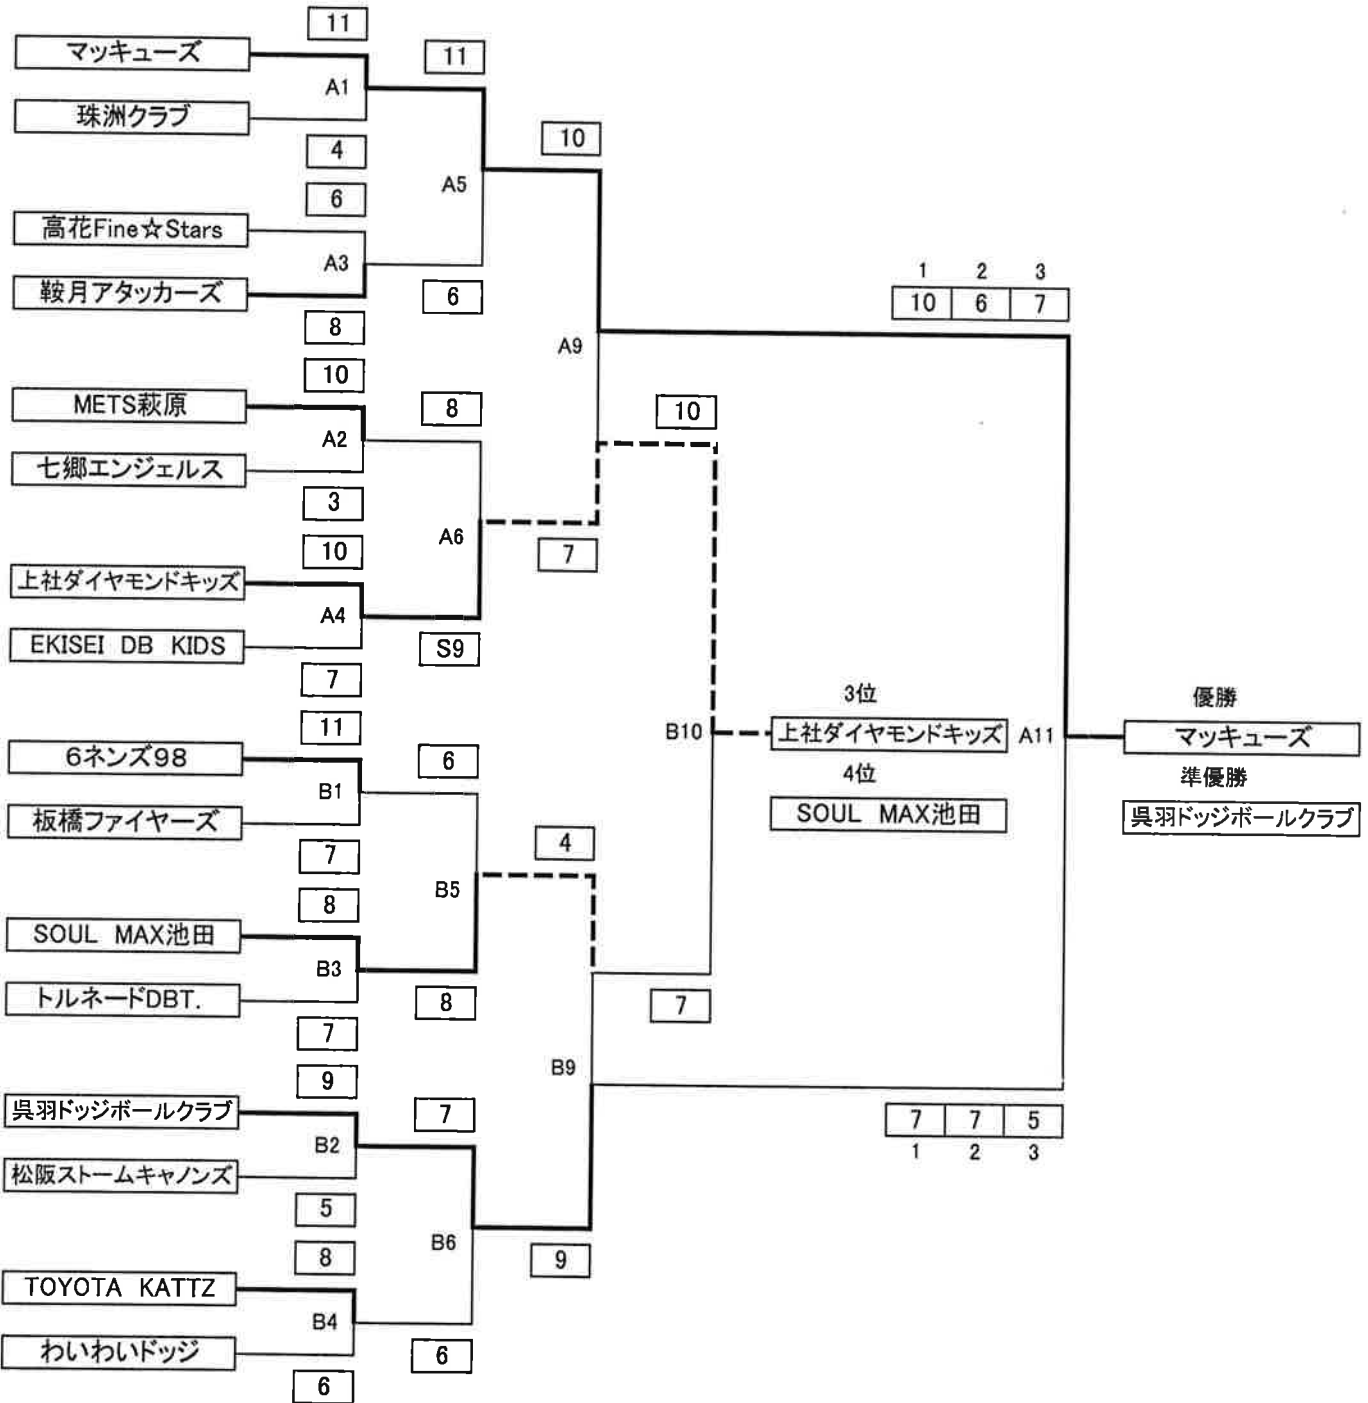 11
マッキューズ
11
A1
珠洲クラブ
10
4
A5
6
高花Fine☆Stars
A3
1 2 3
鞍月アタッカーズ
6
10 6 7
8
A9
10
METS萩原
8
10
A2
七郷エンジェルス
3
A6
10
7
上社ダイヤモンドキッズ
A4
EKISEI DB KIDS
S9
7
3位
優勝
11
B10
上社ダイヤモンドキッズ
A11
マッキューズ
6ネンズ98
6
4位
準優勝
B1
板橋ファイヤーズ
SOUL MAX池田
呉羽ドッジボールクラブ
4
7
B5
8
SOUL MAX池田
B3
トルネードDBT.
8
7
7
B9
9
呉羽ドッジボールクラブ
7
7 7 5
B2
1 2 3
松阪ストームキャノンズ
5
B6
8
9
TOYOTA KATTZ
B4
わいわいドッジ
6
6